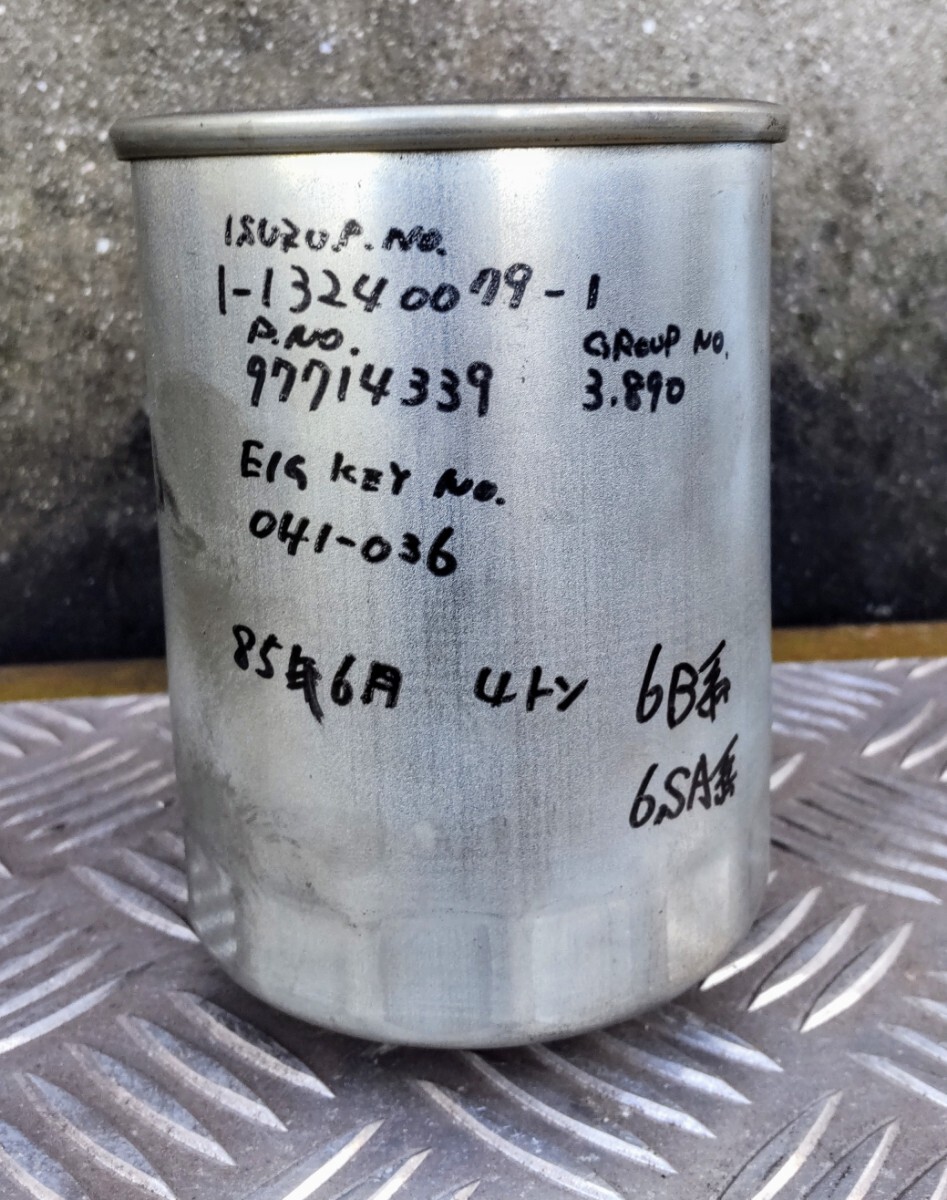 ISUZU P.NO.
1-13240079-1
P.NO. GROUP NO.
97714339 3.890
E/G KEY NO.
041-036
85年6月 4トン 6B系
6SA系